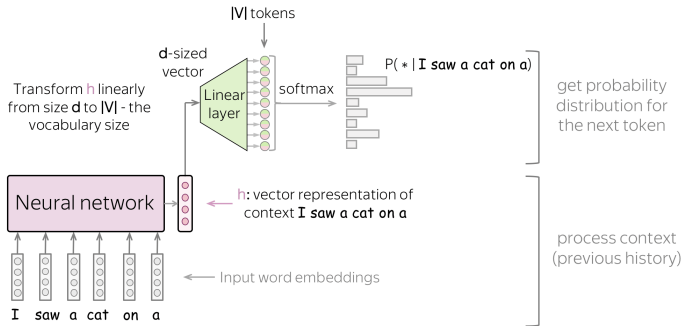 |V| tokens
d-sized
vector
P( * | I saw a cat on a)
softmax
Linear
layer
Transform h linearly
from size d to |V| - the
vocabulary size
get probability
distribution for
the next token
Neural network
h: vector representation of
context I saw a cat on a
process context
(previous history)
Input word embeddings
I saw a cat on a